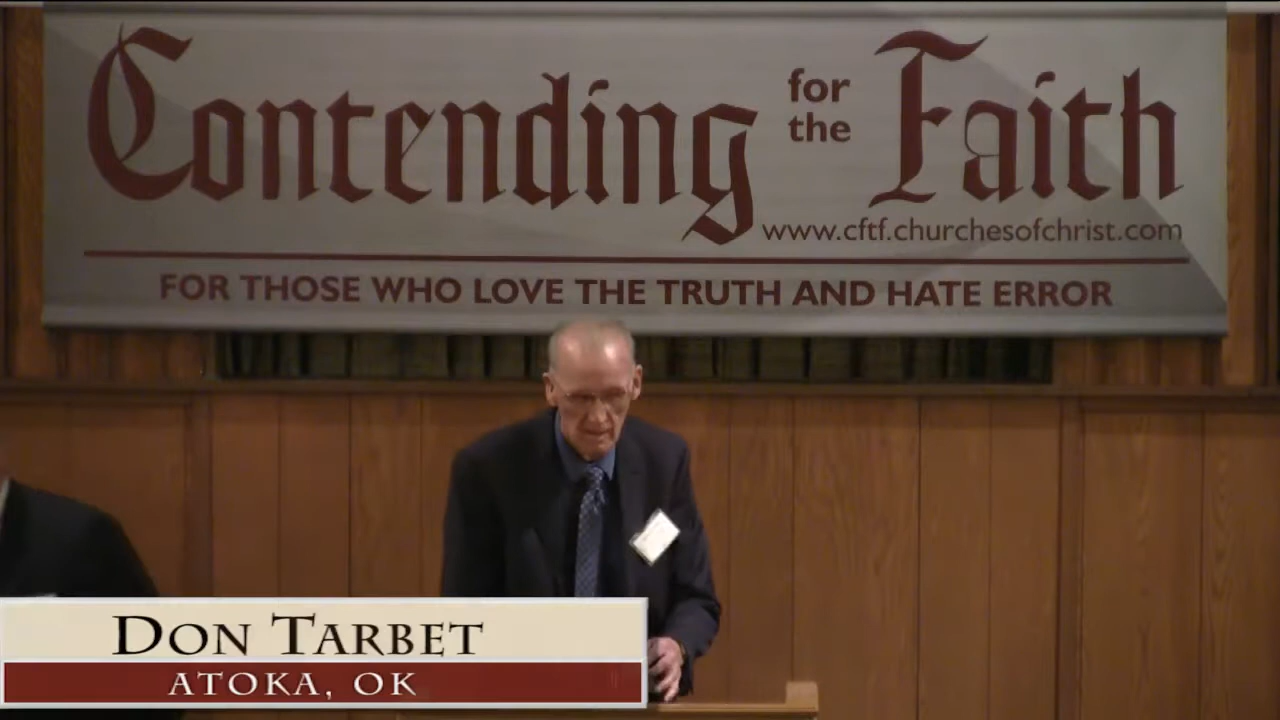 Contending for the Faith
www.cftf.churchesofchrist.com
FOR THOSE WHO LOVE THE TRUTH AND HATE ERROR
DON TARBET
ATOKA, OK